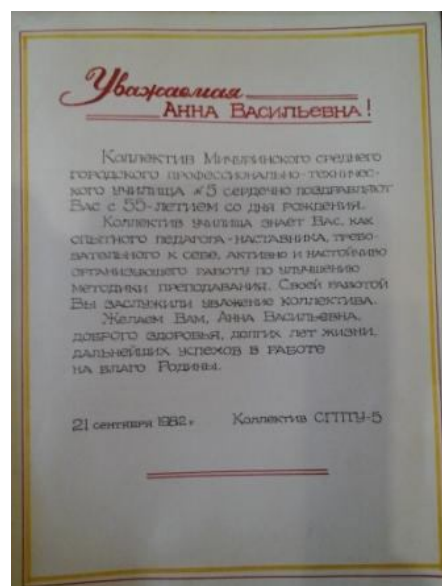 Уважаемая
Анна Васильевна!
Коллектив Мичуринского среднего
городского профессионально-техничес-
кого училища №5 сердечно поздравляют
Вас с 55-летием со дня рождения.
Коллектив училища знает Вас, как
опытного педагога-наставника, требо-
вательного к себе, активно и настойчиво
организующего работу по улучшению
методики преподавания. Своей работой
Вы заслужили уважение коллектива.
Желаем Вам, Анна Васильевна,
доброго здоровья, долгих лет жизни,
дальнейших успехов в работе
на благо Родины.
21 сентября 1982 г. Коллектив СГПТУ-5